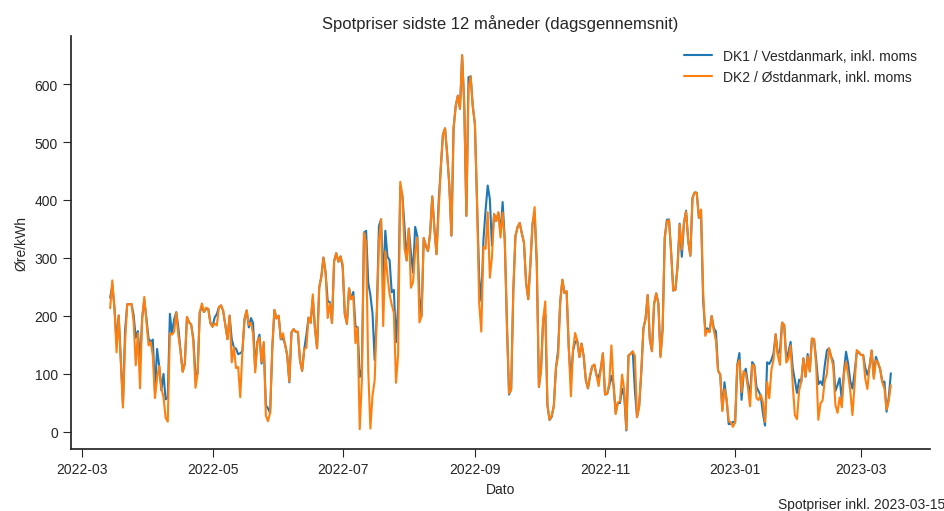 Spotpriser sidste 12 måneder (dagsgennemsnit)
DK1 / Vestdanmark, inkl. moms
DK2 / Østdanmark, inkl. moms
Øre/kWh
600
500
400
300
200
100
0
2022-03 2022-05 2022-07 2022-09 2022-11 2023-01 2023-03
Dato
Spotpriser inkl. 2023-03-15